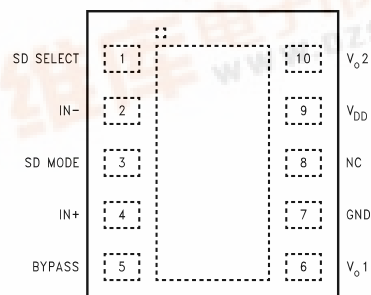 SD SELECT 1 10 Vo2
IN- 2 9 VDD
SD MODE 3 8 NC
IN+ 4 7 GND
BYPASS 5 6 Vo1